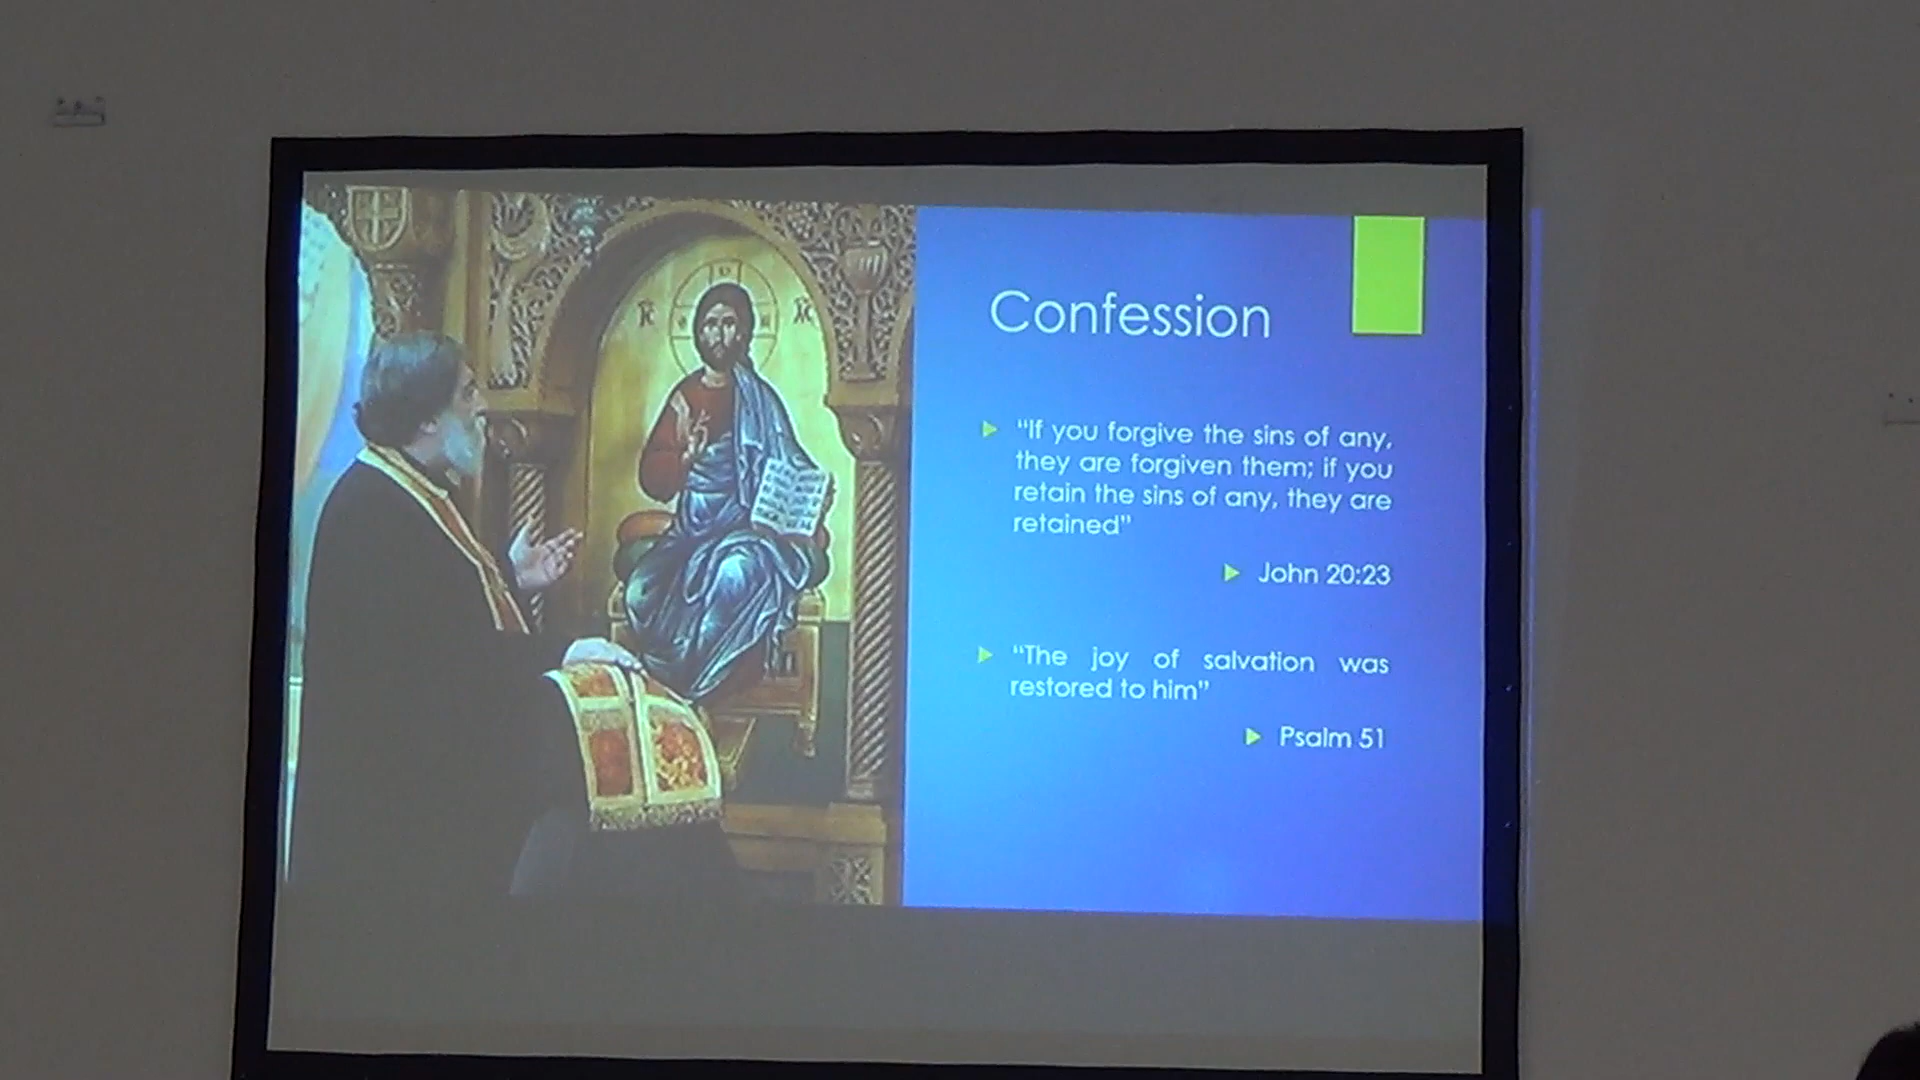 Confession
"If you forgive the sins of any,
they are forgiven them; if you
retain the sins of any, they are
retained"
John 20:23
"The joy of salvation was
restored to him"
Psalm 51